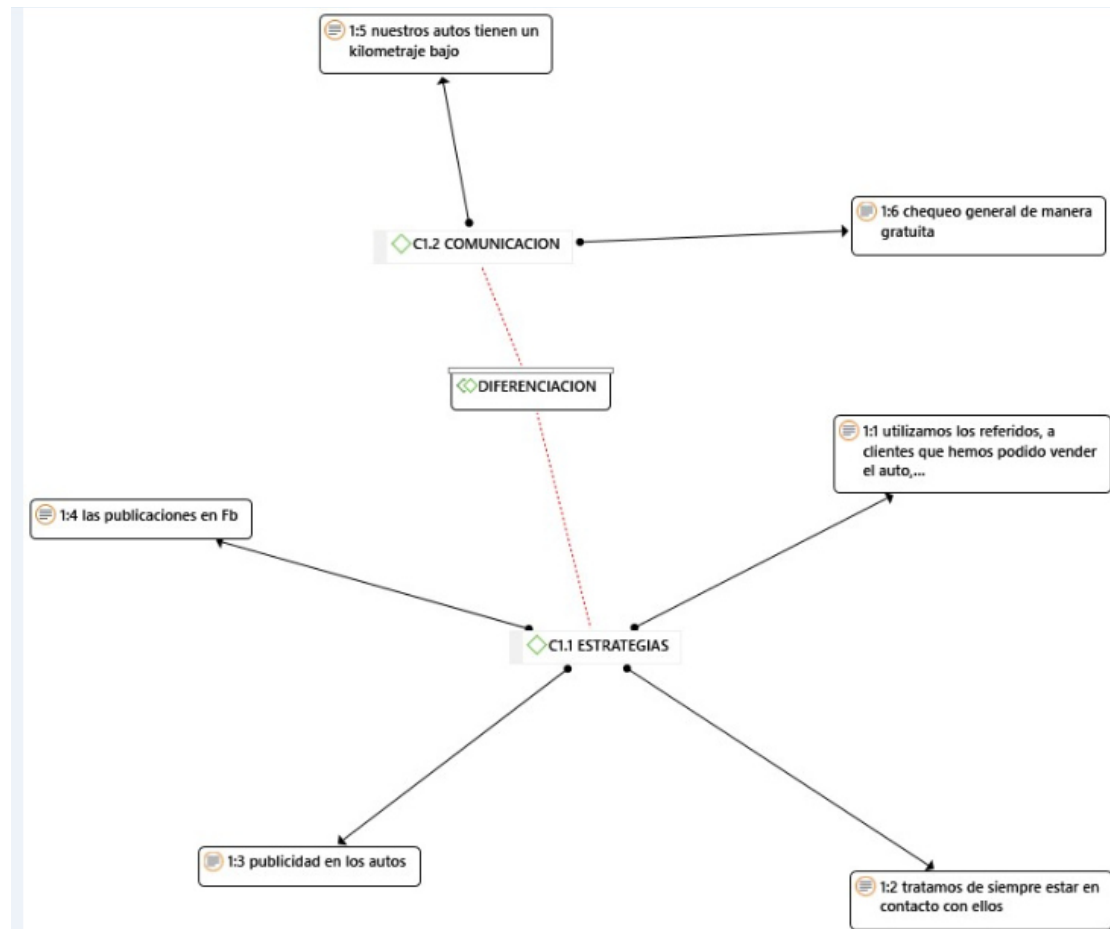 1:5 nuestros autos tienen un
kilometraje bajo
1:6 chequeo general de manera
gratuita
C1.2 COMUNICACION
DIFERENCIACION
1:1 utilizamos los referidos, a
clientes que hemos podido vender
el auto,...
1:4 las publicaciones en Fb
C1.1 ESTRATEGIAS
1:3 publicidad en los autos
1:2 tratamos de siempre estar en
contacto con ellos